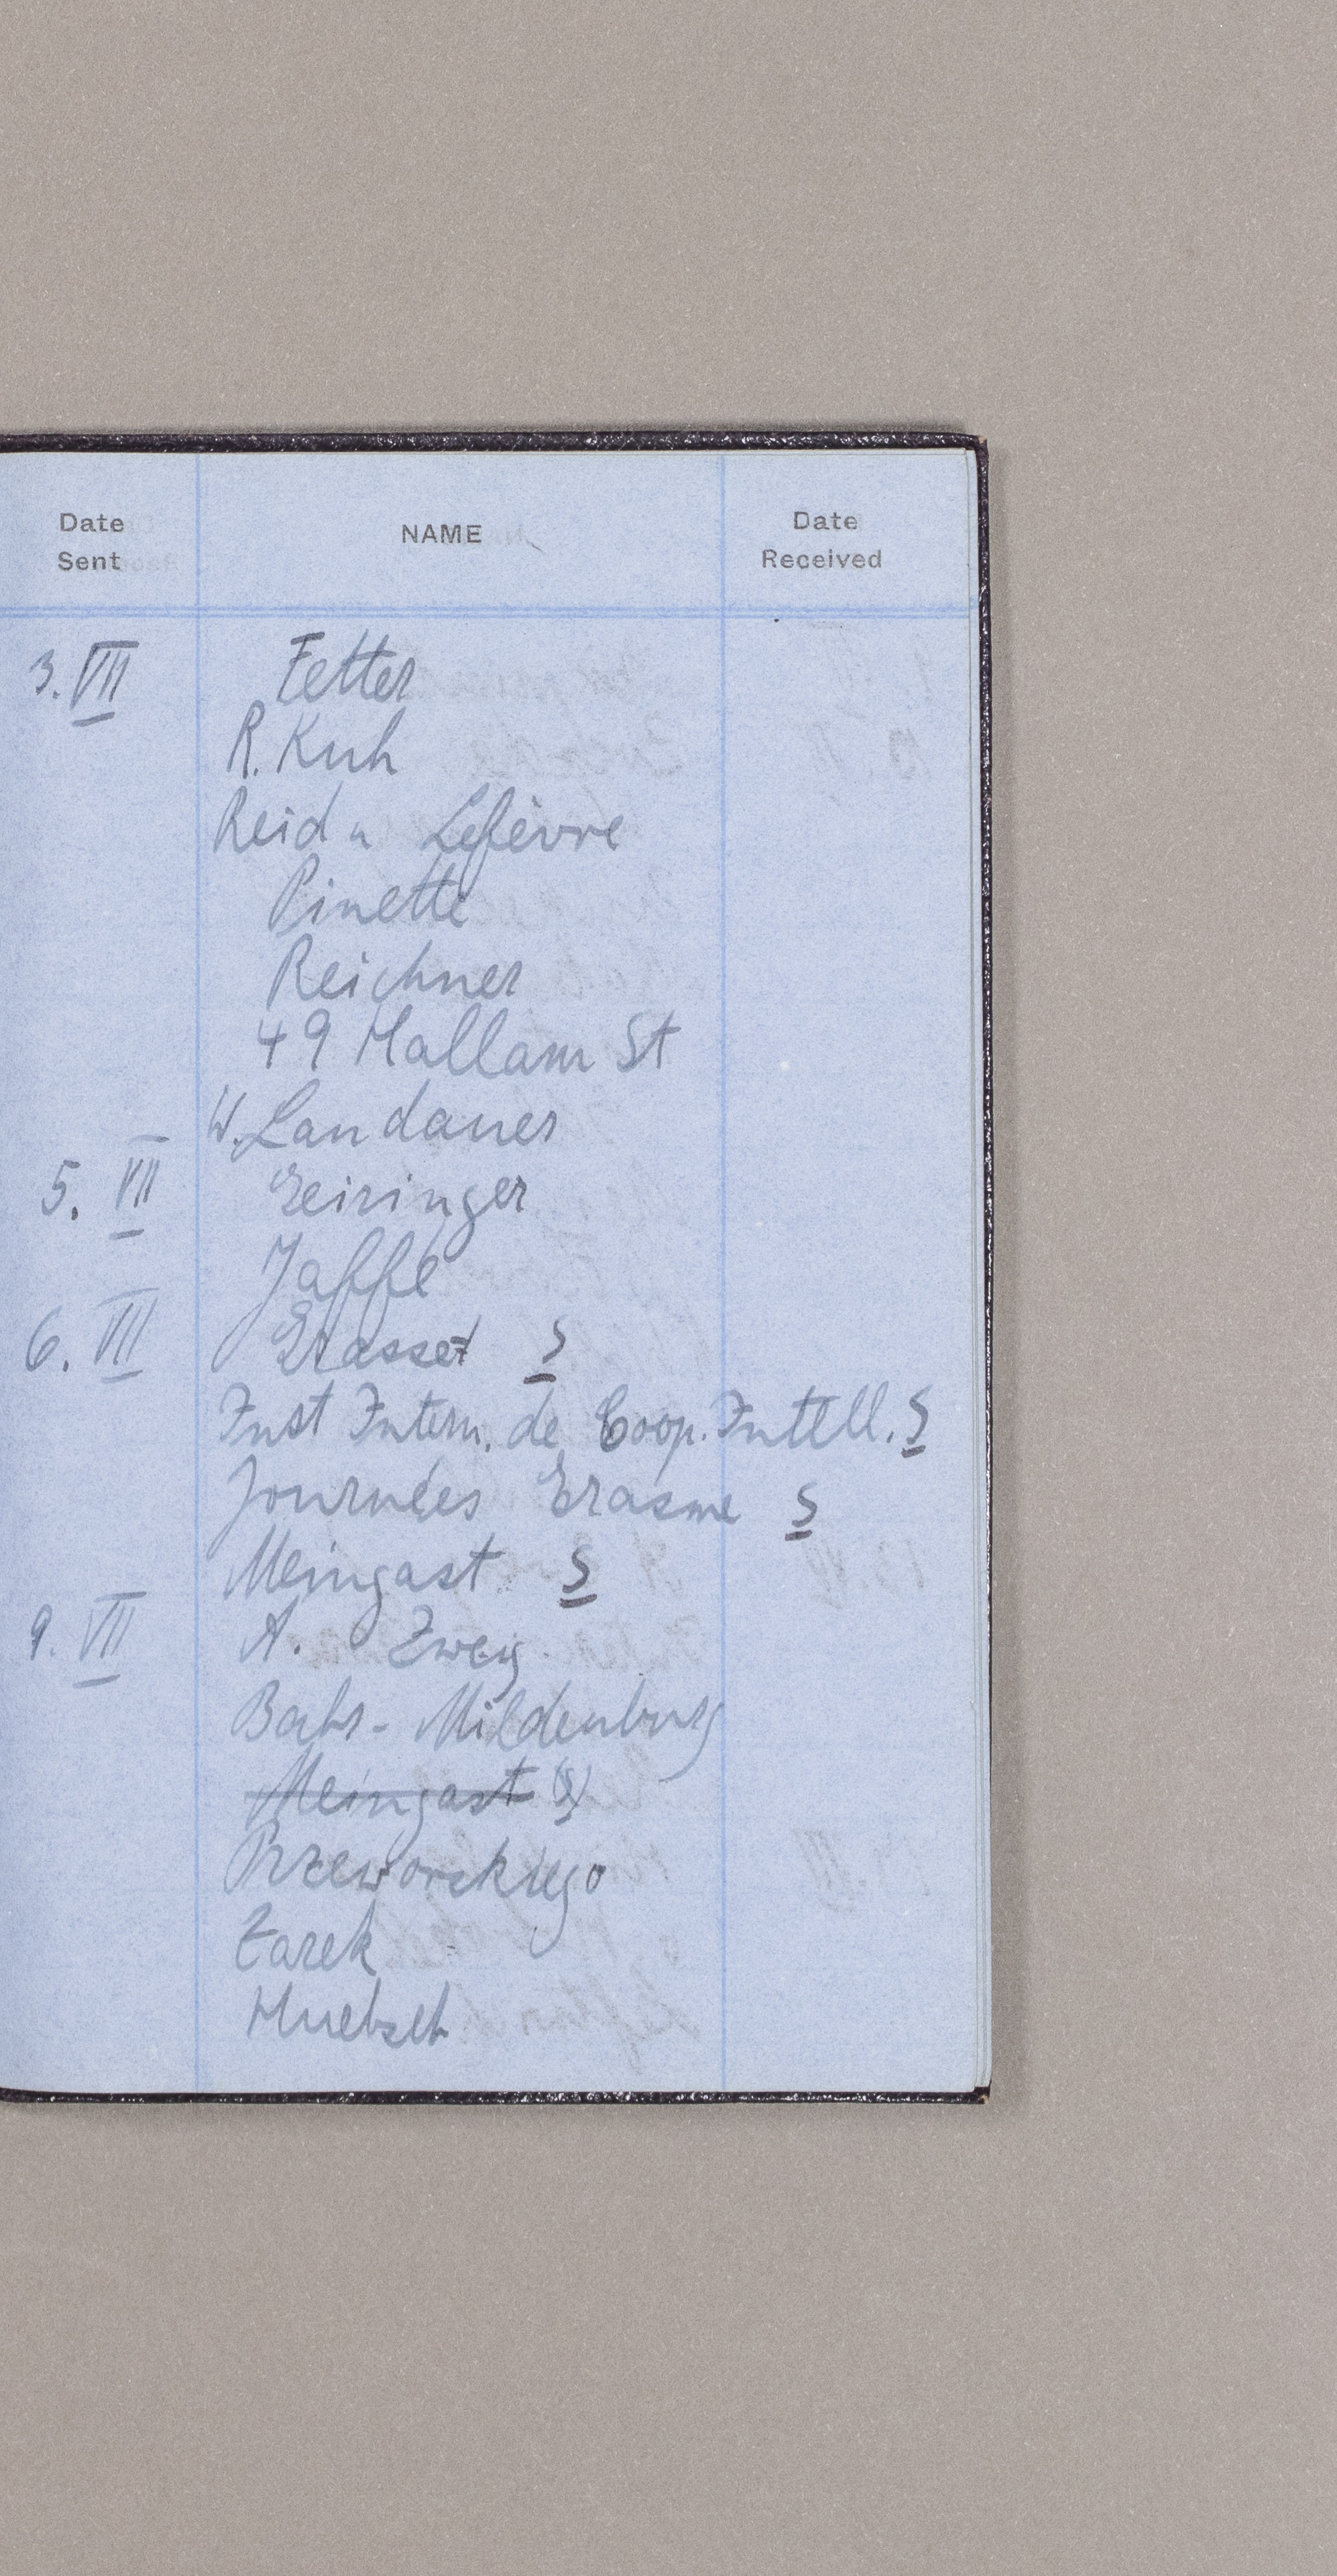 Date Sent NAME Date Received
3. VII Fetter
R. Kuh
Reid u Lefèvre
Pinette
Reichner
49 Hallam St
W. Landauer
5. VII Geiringer
Jaffé
6. VII Grasset S
Inst Intern. de Coop. Intell. S
Journées Erasme S
Meingast S
9. VII A. Zweig
Bahr-Mildenburg
Meingast (S)
Przeworskiego
Zarek
Huebsch